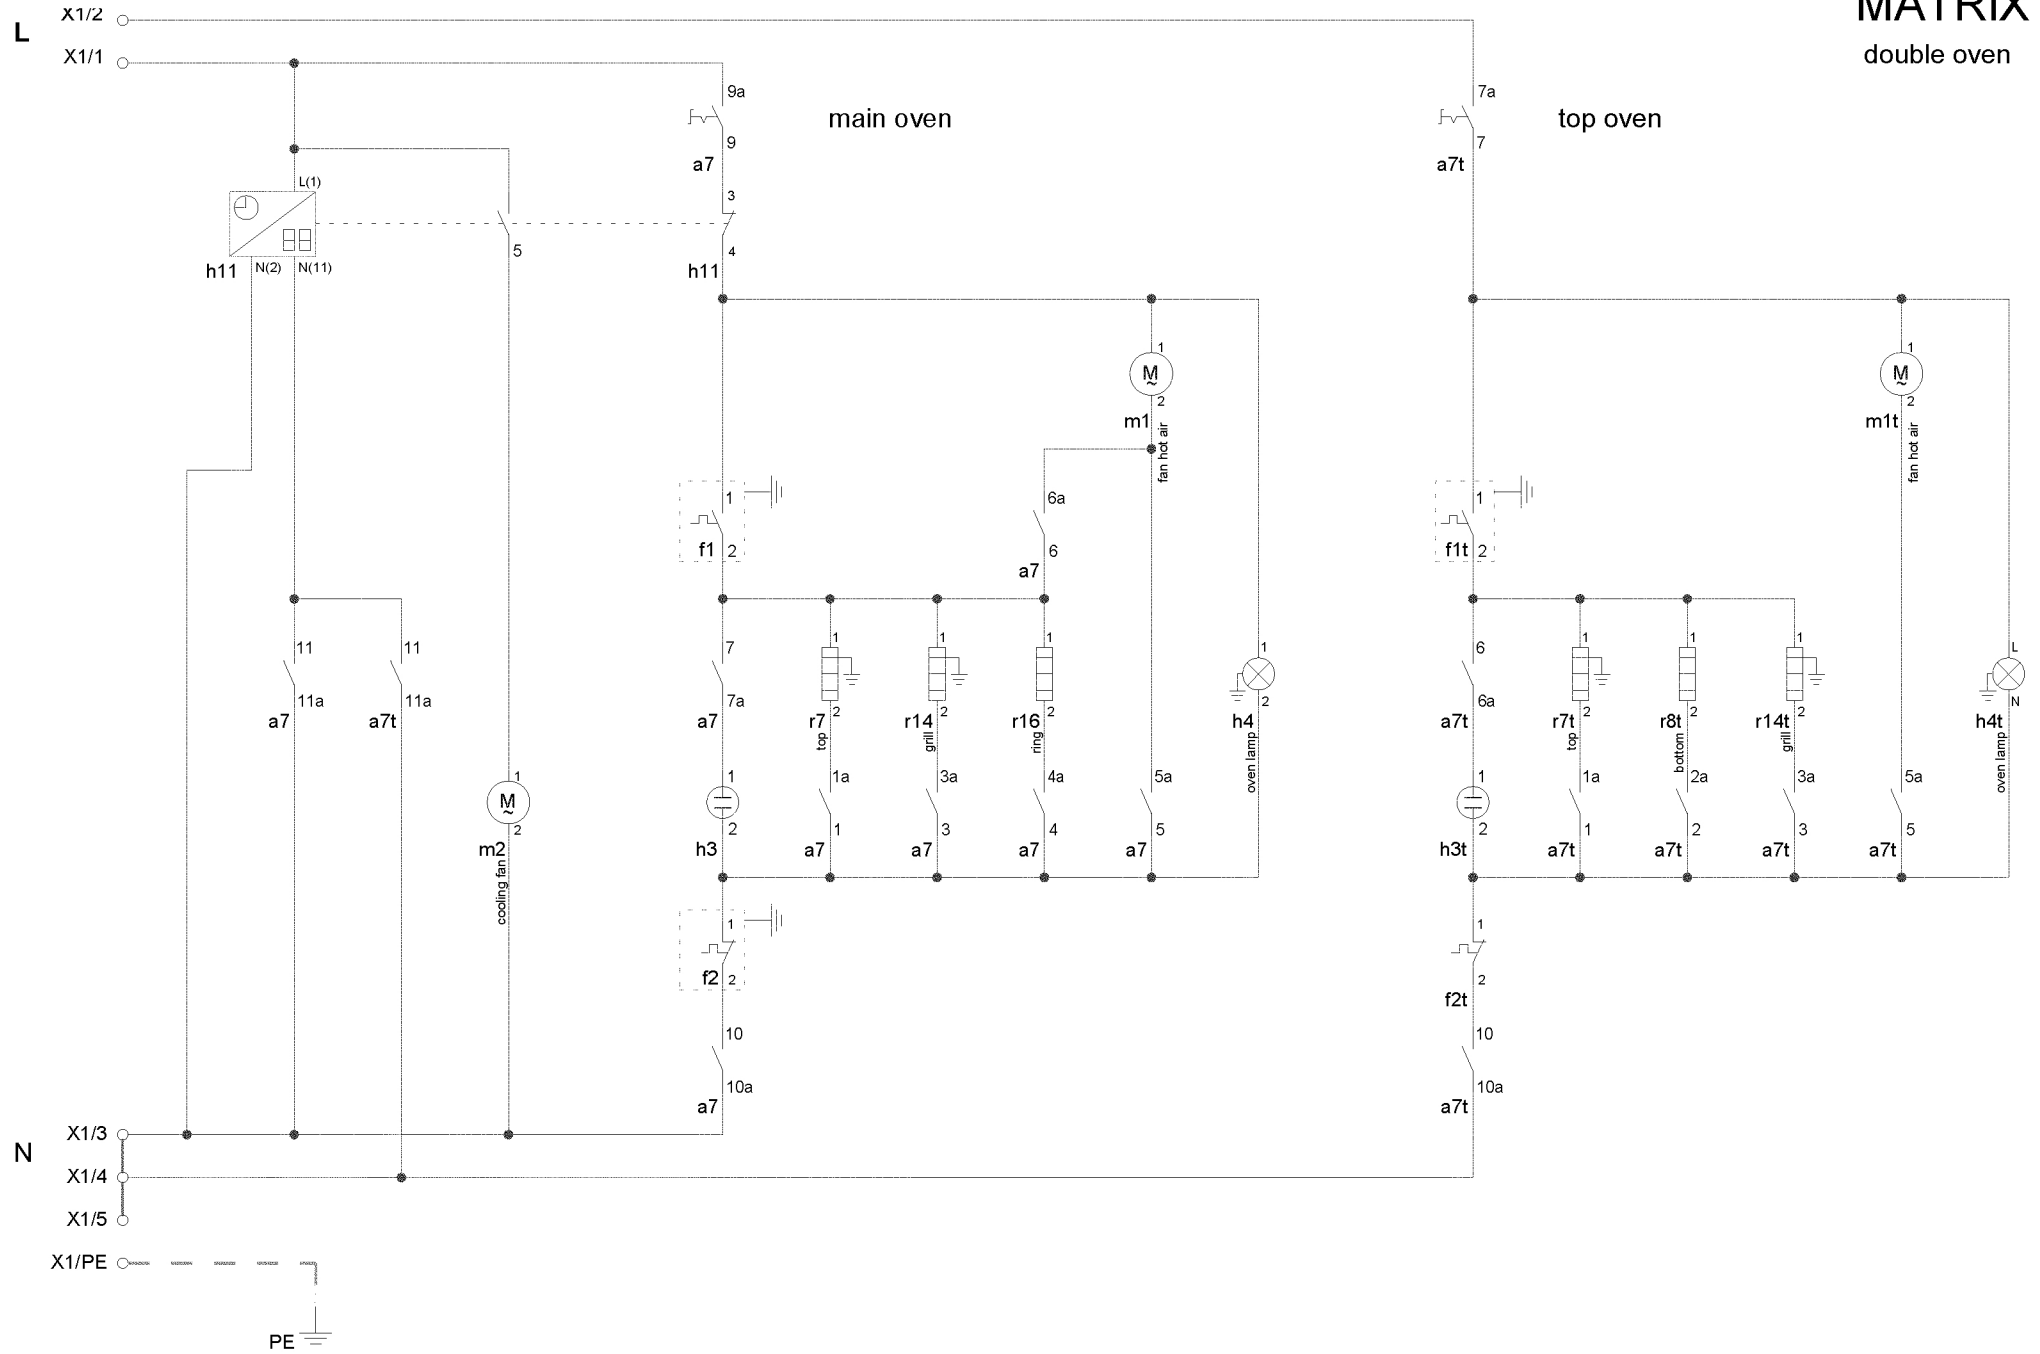 X1/2
MATRIX
L
X1/1
double oven
9a
7a
main oven
top oven
9
7
a7
a7t
L(1)
3
5
4
h11
N(2)
N(11)
h11
1
1
M
~
M
~
2
2
m1
m1t
fan hot air
fan hot air
1
6a
1
f1
2
6
f1t
2
a7
11
11
7
1
1
1
1
6
1
1
1
L
11a
11a
7a
2
2
2
2
6a
2
2
2
N
a7
a7t
a7
r7
r14
r16
h4
a7t
r7t
r8t
r14t
h4t
top
grill
ring
oven lamp
top
bottom
grill
oven lamp
1
1
1a
3a
4a
5a
1
1a
2a
3a
5a
M
~
2
2
1
3
4
5
2
1
2
3
5
m2
h3
a7
a7
a7
a7
h3t
a7t
a7t
a7t
a7t
cooling fan
1
1
f2
2
2
f2t
10
10
10a
10a
a7
a7t
X1/3
N
X1/4
X1/5
X1/PE
PE